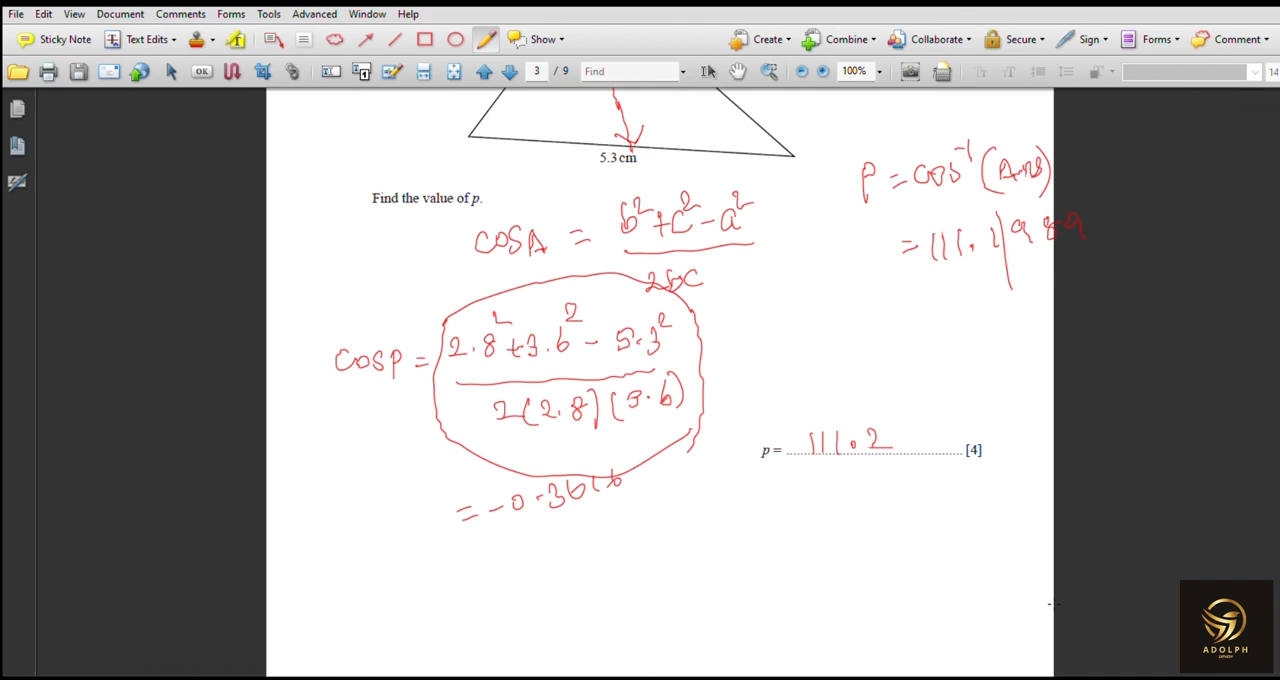 File Edit View Document Comments Forms Tools Advanced Window Help
Sticky Note Text Edits Show Create Combine Collaborate Secure Sign Forms Comment
OK 3 / 9 Find 100% 14
5.3 cm
Find the value of p.
P = cos⁻¹ (Ans)
= 111.1989
cosA = b² + c² - a²
2bc
cosP = 2.8² + 3.6² - 5.3²
2(2.8)(3.6)
p = 111.2 [4]
= -0.3616
ADOLPH